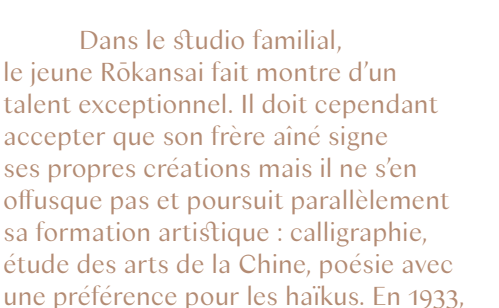 Dans le studio familial,
le jeune Rōkansai fait montre d’un
talent exceptionnel. Il doit cependant
accepter que son frère aîné signe
ses propres créations mais il ne s’en
offusque pas et poursuit parallèlement
sa formation artistique : calligraphie,
étude des arts de la Chine, poésie avec
une préférence pour les haïkus. En 1933,